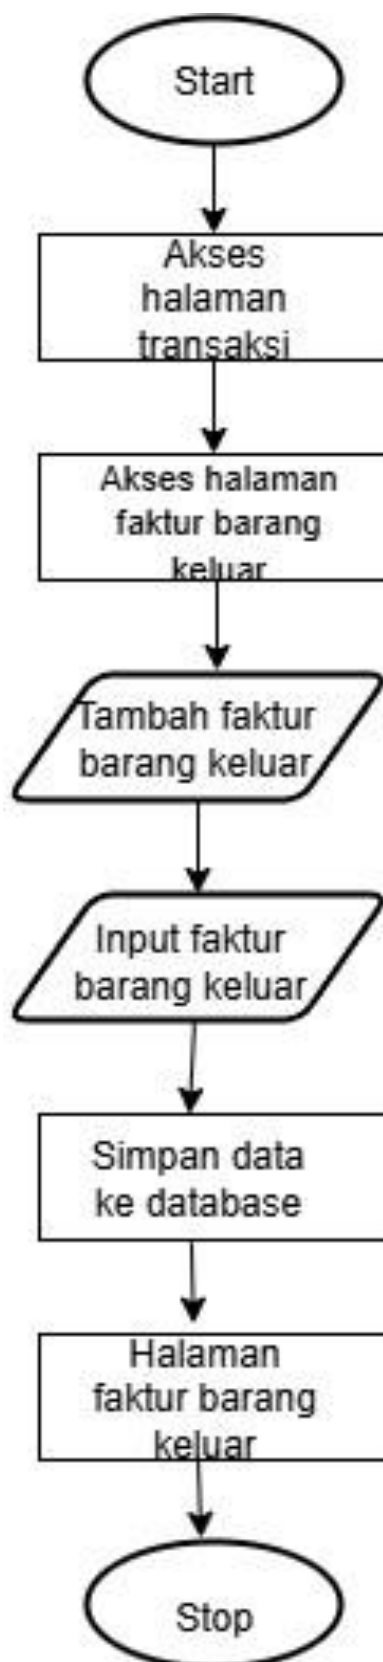 Start
Akses
halaman
transaksi
Akses halaman
faktur barang
keluar
Tambah faktur
barang keluar
Input faktur
barang keluar
Simpan data
ke database
Halaman
faktur barang
keluar
Stop